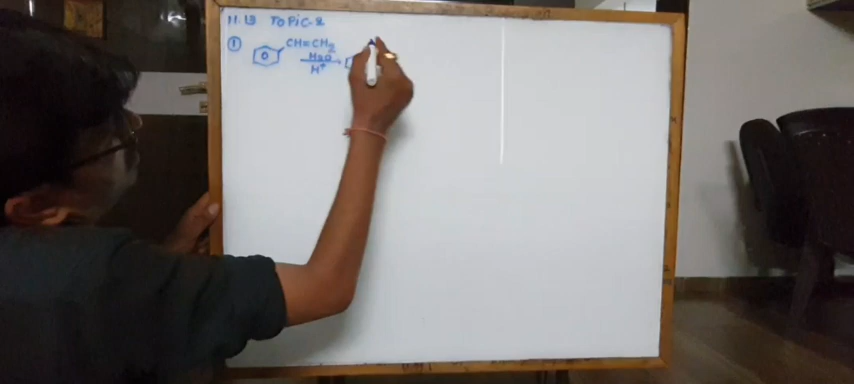 11.13 TOPIC-2
① CH=CH₂
H₂O
H⁺